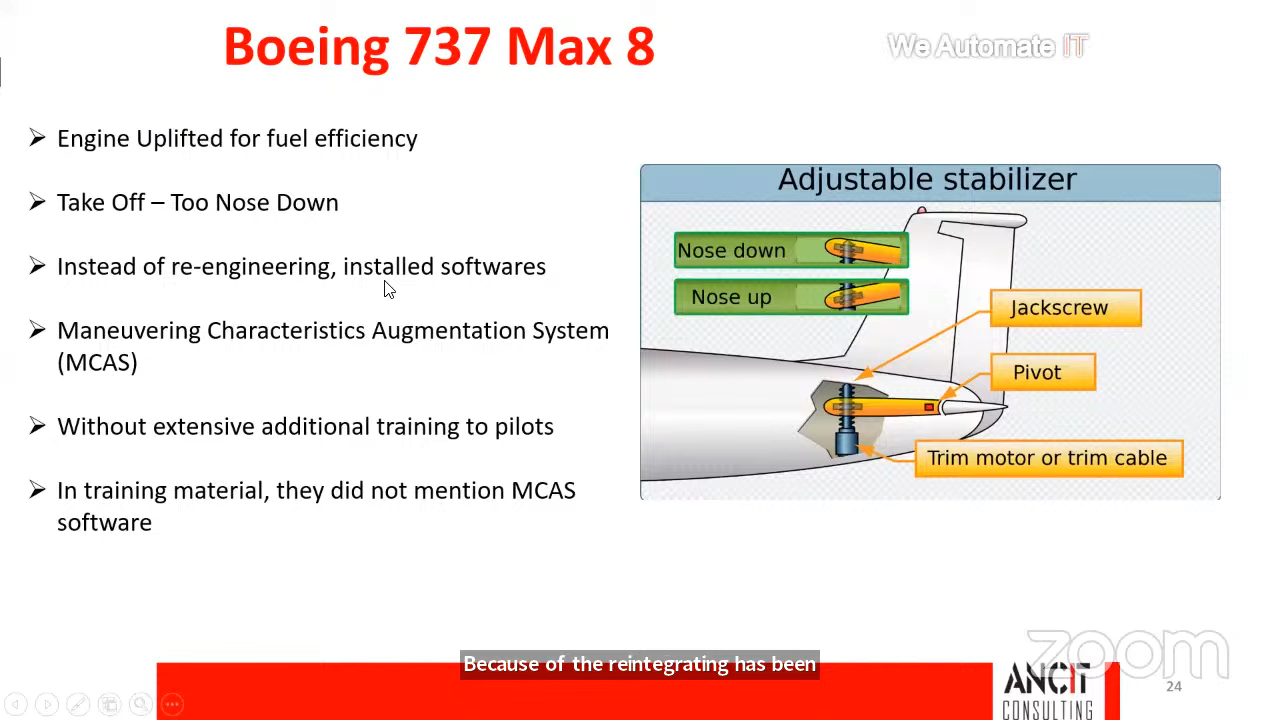 Boeing 737 Max 8
We Automate IT
Engine Uplifted for fuel efficiency
Take Off – Too Nose Down
Instead of re-engineering, installed softwares
Maneuvering Characteristics Augmentation System
(MCAS)
Without extensive additional training to pilots
In training material, they did not mention MCAS
software
Adjustable stabilizer
Nose down
Nose up
Jackscrew
Pivot
Trim motor or trim cable
Because of the reintegrating has been
zoom
ANCIT
CONSULTING
24